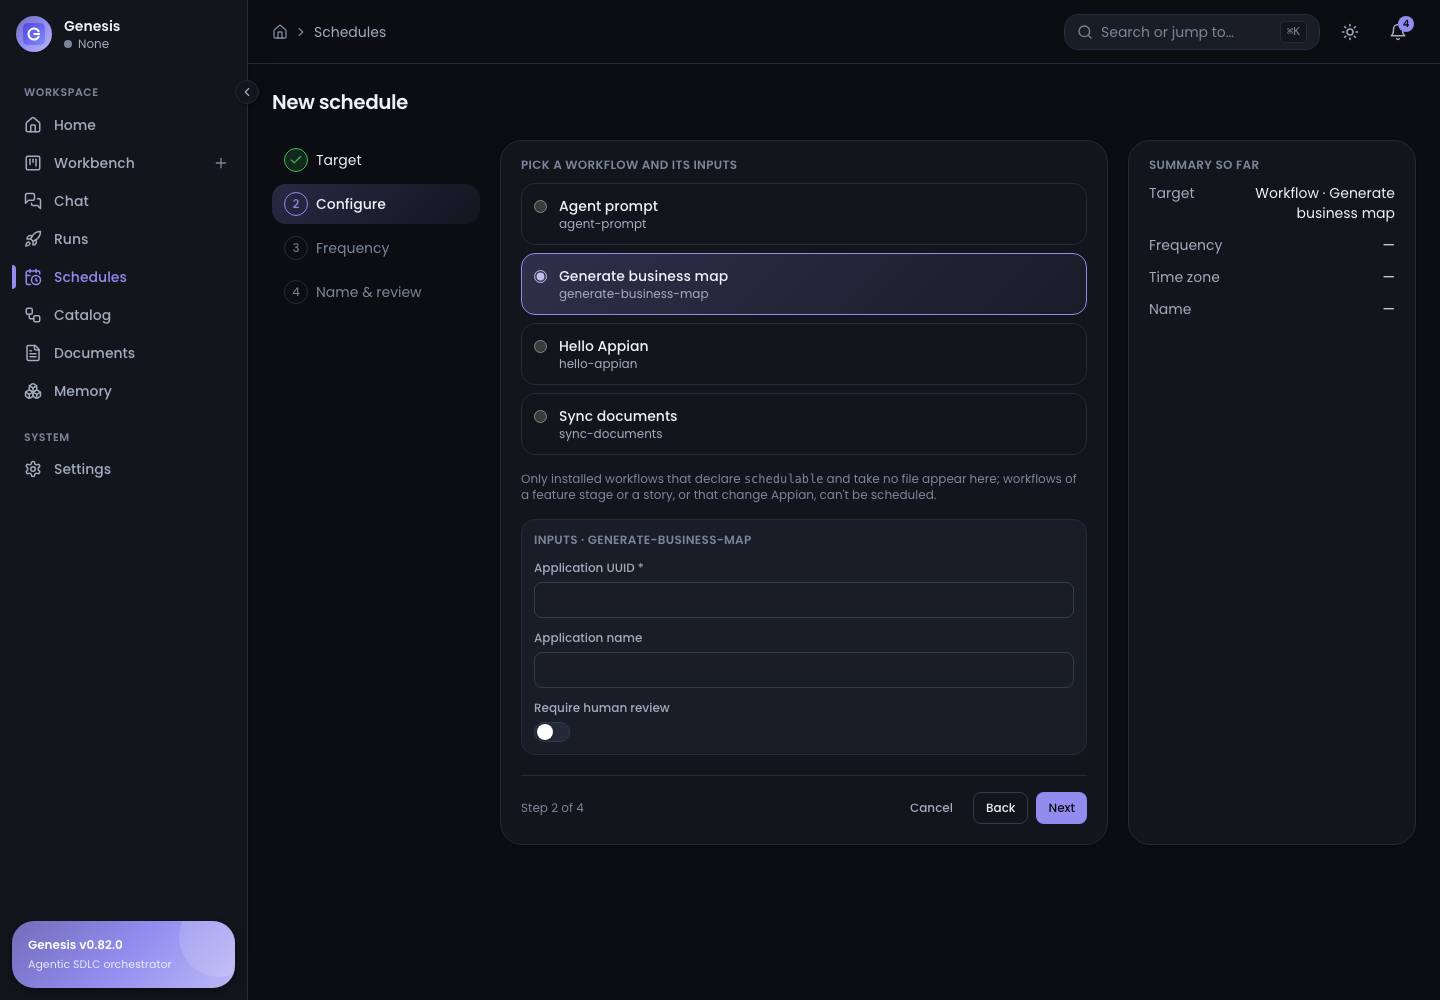 Genesis
None
WORKSPACE
Home
Workbench
Chat
Runs
Schedules
Catalog
Documents
Memory
SYSTEM
Settings
Genesis v0.82.0
Agentic SDLC orchestrator
Schedules
Search or jump to...
⌘K
4
New schedule
Target
2 Configure
3 Frequency
4 Name & review
PICK A WORKFLOW AND ITS INPUTS
Agent prompt
agent-prompt
Generate business map
generate-business-map
Hello Appian
hello-appian
Sync documents
sync-documents
Only installed workflows that declare schedulable and take no file appear here; workflows of
a feature stage or a story, or that change Appian, can't be scheduled.
INPUTS · GENERATE-BUSINESS-MAP
Application UUID *
Application name
Require human review
Step 2 of 4
Cancel
Back
Next
SUMMARY SO FAR
Target Workflow · Generate
business map
Frequency —
Time zone —
Name —